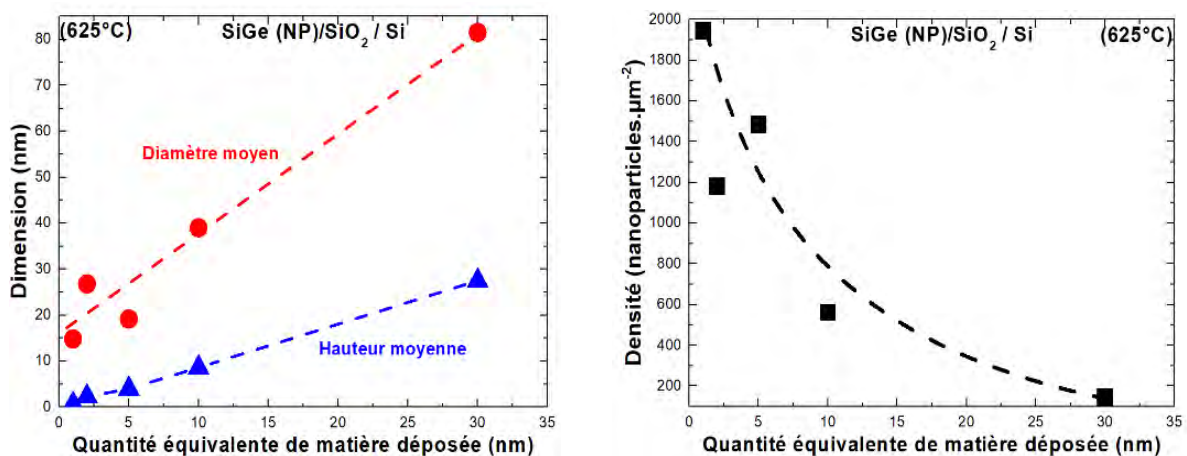 (625°C) SiGe (NP)/SiO2 / Si
80
70
60
50
40
30
20
10
0
Dimension (nm)
Diamètre moyen
Hauteur moyenne
0 5 10 15 20 25 30 35
Quantité équivalente de matière déposée (nm)
SiGe (NP)/SiO2 / Si (625°C)
2000
1800
1600
1400
1200
1000
800
600
400
200
Densité (nanoparticles.µm-2)
0 5 10 15 20 25 30 35
Quantité équivalente de matière déposée (nm)